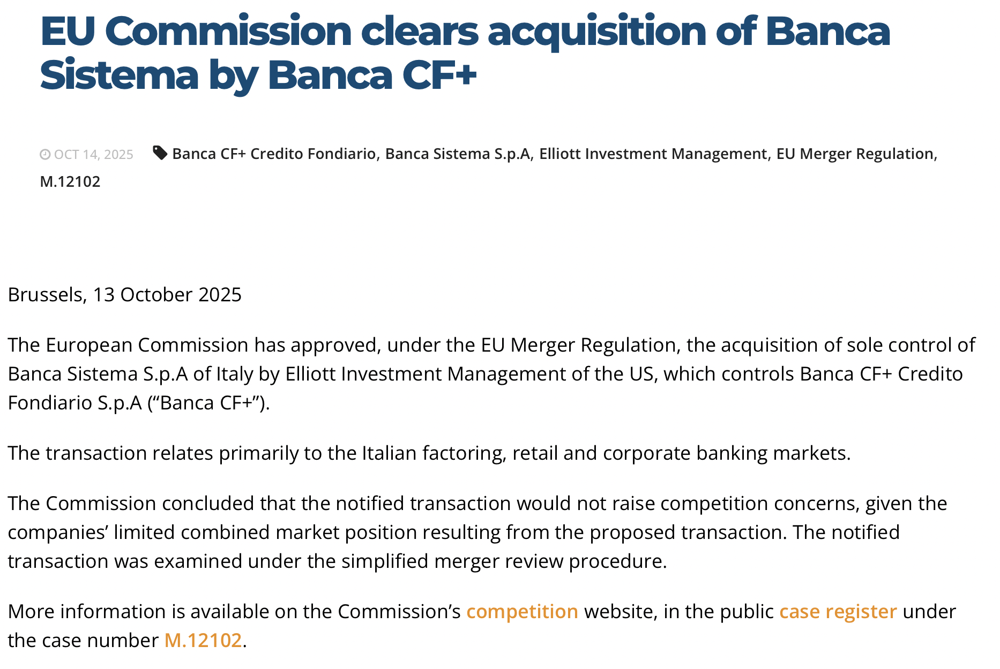 EU Commission clears acquisition of Banca
Sistema by Banca CF+
OCT 14, 2025 Banca CF+ Credito Fondiario, Banca Sistema S.p.A, Elliott Investment Management, EU Merger Regulation,
M.12102
Brussels, 13 October 2025
The European Commission has approved, under the EU Merger Regulation, the acquisition of sole control of
Banca Sistema S.p.A of Italy by Elliott Investment Management of the US, which controls Banca CF+ Credito
Fondiario S.p.A (“Banca CF+”).
The transaction relates primarily to the Italian factoring, retail and corporate banking markets.
The Commission concluded that the notified transaction would not raise competition concerns, given the
companies’ limited combined market position resulting from the proposed transaction. The notified
transaction was examined under the simplified merger review procedure.
More information is available on the Commission’s competition website, in the public case register under
the case number M.12102.